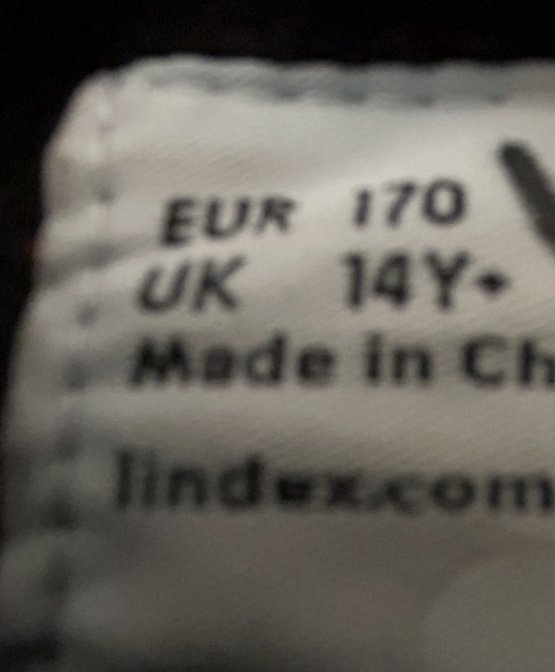 EUR 170
UK 14Y+
Made in Ch
lindex.com